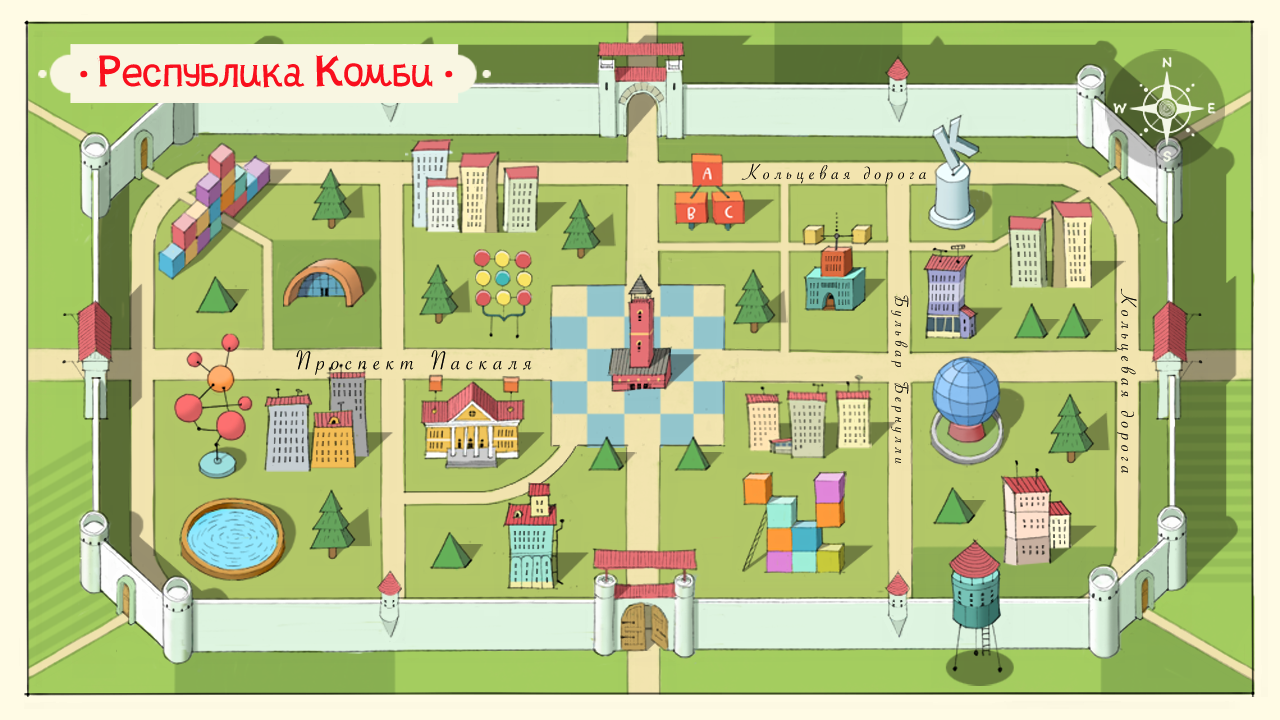 Республика Комби
N
W E
S
A
B C
Кольцевая дорога
K
Бульвар Бернулли
Кольцевая дорога
Проспект Паскаля